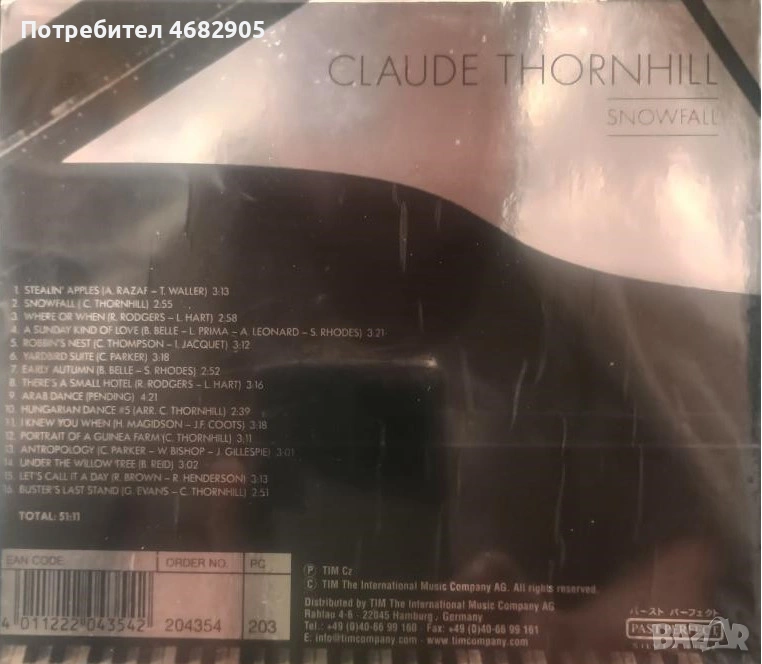 Потребител 4682905
CLAUDE THORNHILL
SNOWFALL
1. STEALIN' APPLES (A. RAZAF – T. WALLER) 3:13
2. SNOWFALL (C. THORNHILL) 2:55
3. WHERE OR WHEN (R. RODGERS – L. HART) 2:58
4. A SUNDAY KIND OF LOVE (B. BELLE – L. PRIMA – A. LEONARD – S. RHODES) 3:21
5. ROBBIN'S NEST (C. THOMPSON – I. JACQUET) 3:12
6. YARDBIRD SUITE (C. PARKER) 3:18
7. EARLY AUTUMN (B. BELLE – S. RHODES) 2:52
8. THERE'S A SMALL HOTEL (R. RODGERS – L. HART) 3:16
9. ARAB DANCE (PENDING) 4:21
10. HUNGARIAN DANCE #5 (ARR. C. THORNHILL) 2:39
11. I KNEW YOU WHEN (H. MAGIDSON – J.F. COOTS) 3:18
12. PORTRAIT OF A GUINEA FARM (C. THORNHILL) 3:11
13. ANTROPOLOGY (C. PARKER – W. BISHOP – J. GILLESPIE) 3:01
14. UNDER THE WILLOW TREE (B. REID) 3:02
15. LET'S CALL IT A DAY (R. BROWN – R. HENDERSON) 3:13
16. BUSTER'S LAST STAND (G. EVANS – C. THORNHILL) 2:51
TOTAL: 51:11
EAN CODE ORDER NO. PC
4 011222 043542 204354 203
℗ TIM Cz
© TIM The International Music Company AG. All rights reserved.
Distributed by TIM The International Music Company AG
Rahlau 4-6 - 22045 Hamburg, Germany
Tel.: +49 (0)40-66 99 160 - Fax: +49 (0)40-66 99 161
E: info@timcompany.com - www.timcompany.com
パースト パーフェクト
PAST PERFECT
BAZAR